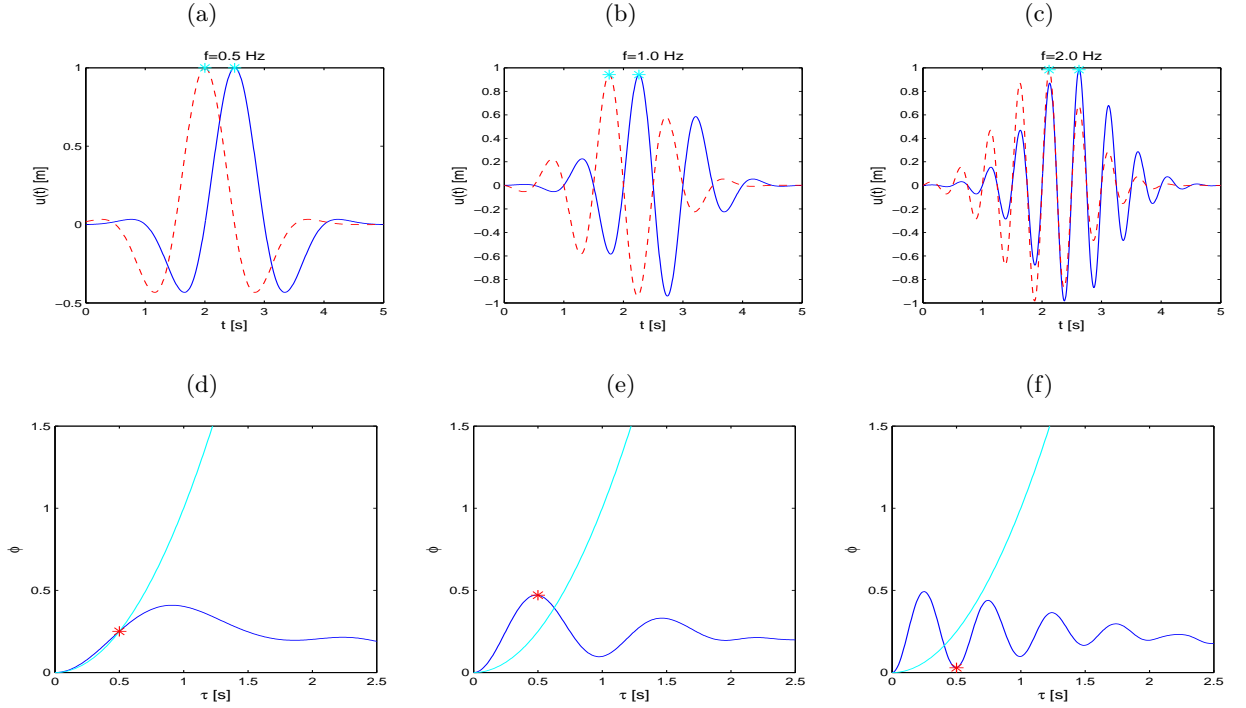 (a)
(b)
(c)
f=0.5 Hz
f=1.0 Hz
f=2.0 Hz
u(t) [m]
1
0.5
0
−0.5
0 1 2 3 4 5
t [s]
u(t) [m]
1
0.8
0.6
0.4
0.2
0
−0.2
−0.4
−0.6
−0.8
−1
0 1 2 3 4 5
t [s]
u(t) [m]
1
0.8
0.6
0.4
0.2
0
−0.2
−0.4
−0.6
−0.8
−1
0 1 2 3 4 5
t [s]
(d)
(e)
(f)
ϕ
1.5
1
0.5
0
0 0.5 1 1.5 2 2.5
τ [s]
ϕ
1.5
1
0.5
0
0 0.5 1 1.5 2 2.5
τ [s]
ϕ
1.5
1
0.5
0
0 0.5 1 1.5 2 2.5
τ [s]